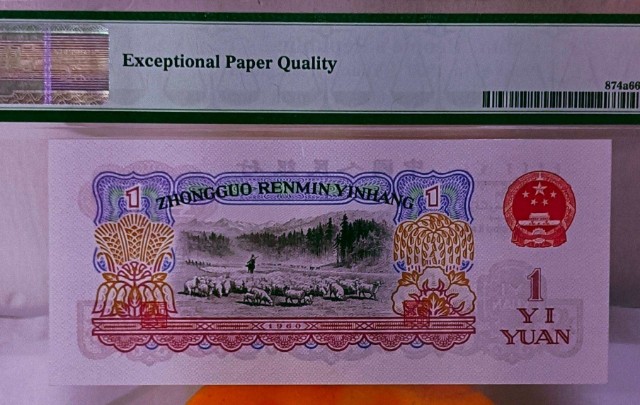 Exceptional Paper Quality
874a66
ZHONGGUO RENMIN YINHANG
1
1
1960
1
YI
YUAN